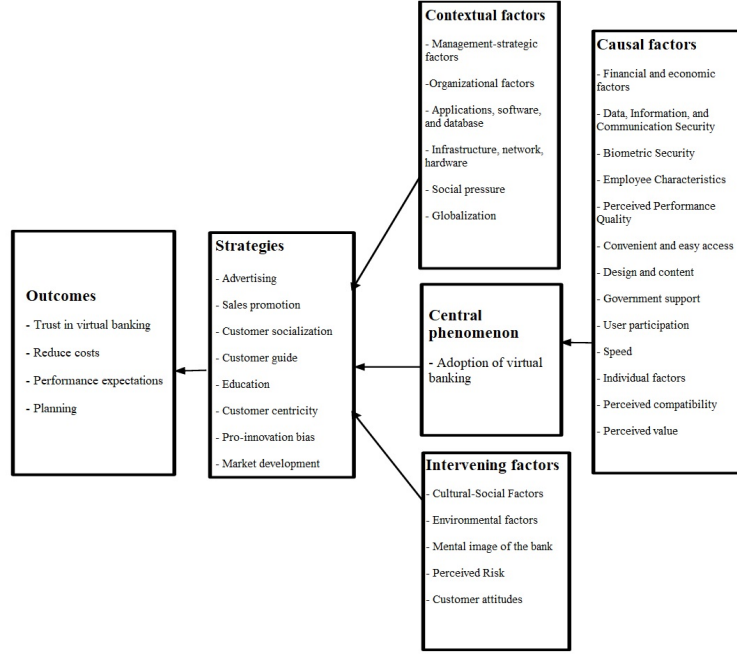 Contextual factors
- Management-strategic
factors
-Organizational factors
- Applications, software,
and database
- Infrastructure, network,
hardware
- Social pressure
- Globalization
Causal factors
- Financial and economic
factors
- Data, Information, and
Communication Security
- Biometric Security
- Employee Characteristics
- Perceived Performance
Quality
- Convenient and easy access
- Design and content
- Government support
- User participation
- Speed
- Individual factors
- Perceived compatibility
- Perceived value
Outcomes
- Trust in virtual banking
- Reduce costs
- Performance expectations
- Planning
Strategies
- Advertising
- Sales promotion
- Customer socialization
- Customer guide
- Education
- Customer centricity
- Pro-innovation bias
- Market development
Central
phenomenon
- Adoption of virtual
banking
Intervening factors
- Cultural-Social Factors
- Environmental factors
- Mental image of the bank
- Perceived Risk
- Customer attitudes